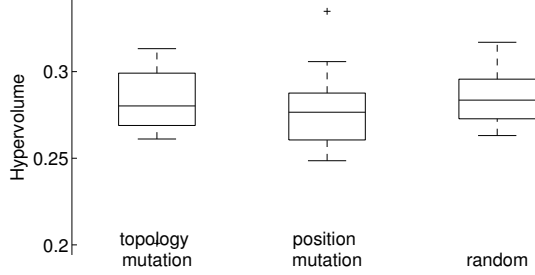 Hypervolume
0.3
0.25
0.2
topology
mutation
position
mutation
random